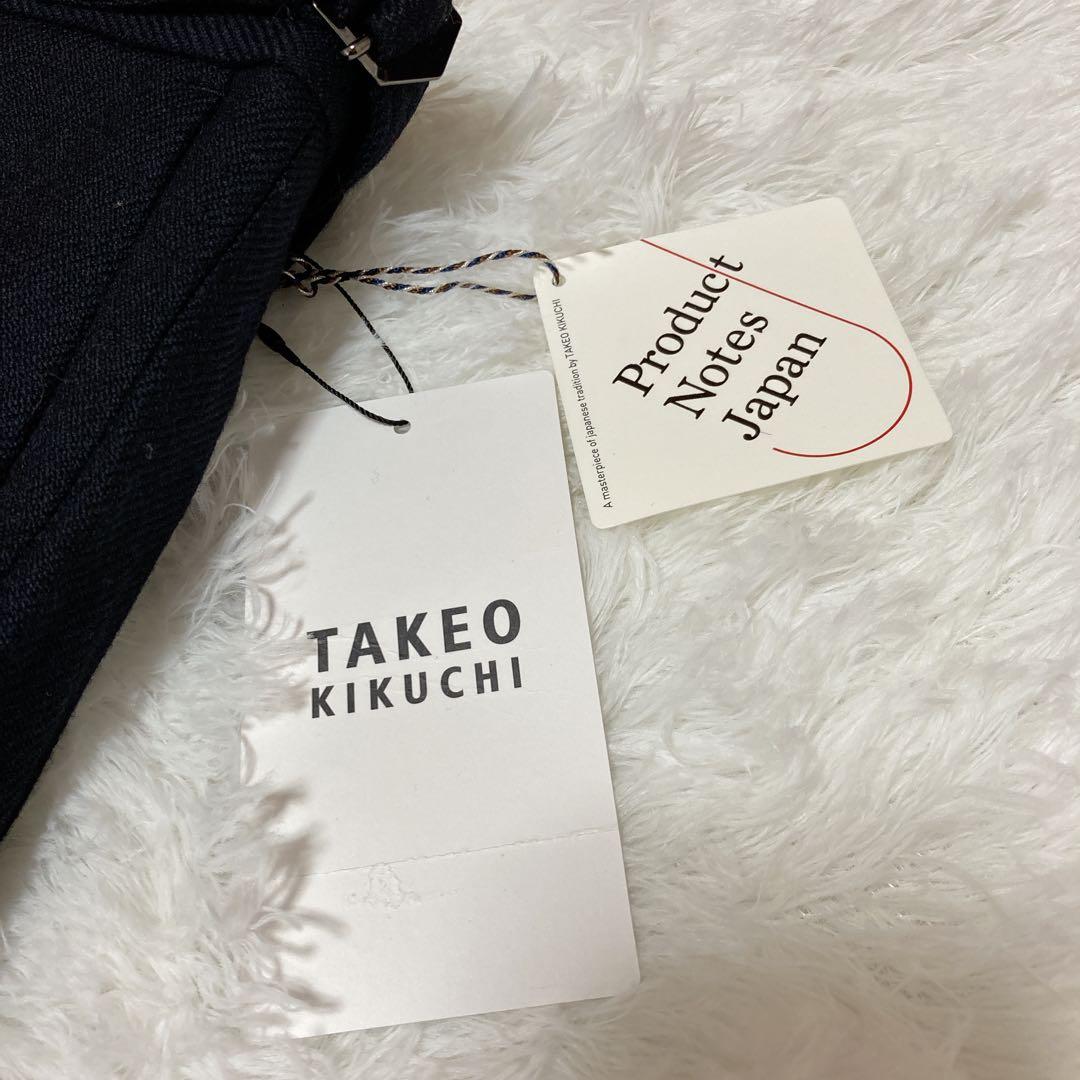 Product
Notes
Japan
A masterpiece of japanese tradition by TAKEO KIKUCHI
TAKEO
KIKUCHI